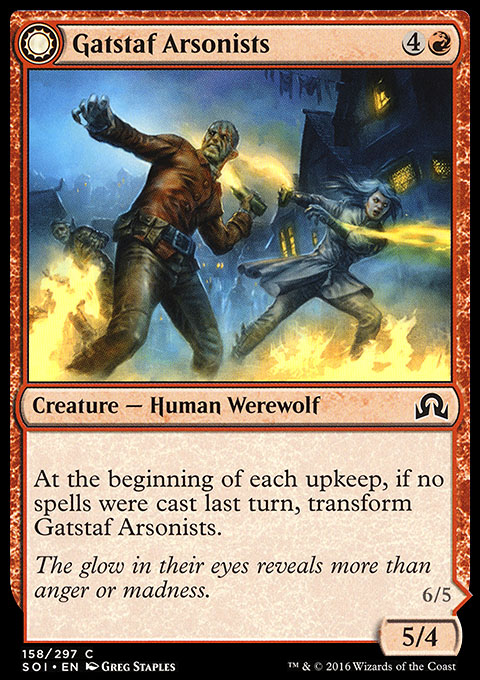 Gatstaf Arsonists 4
Creature — Human Werewolf
At the beginning of each upkeep, if no
spells were cast last turn, transform
Gatstaf Arsonists.
The glow in their eyes reveals more than
anger or madness.
6/5
5/4
158/297 C
SOI • EN Greg Staples
™ & © 2016 Wizards of the Coast